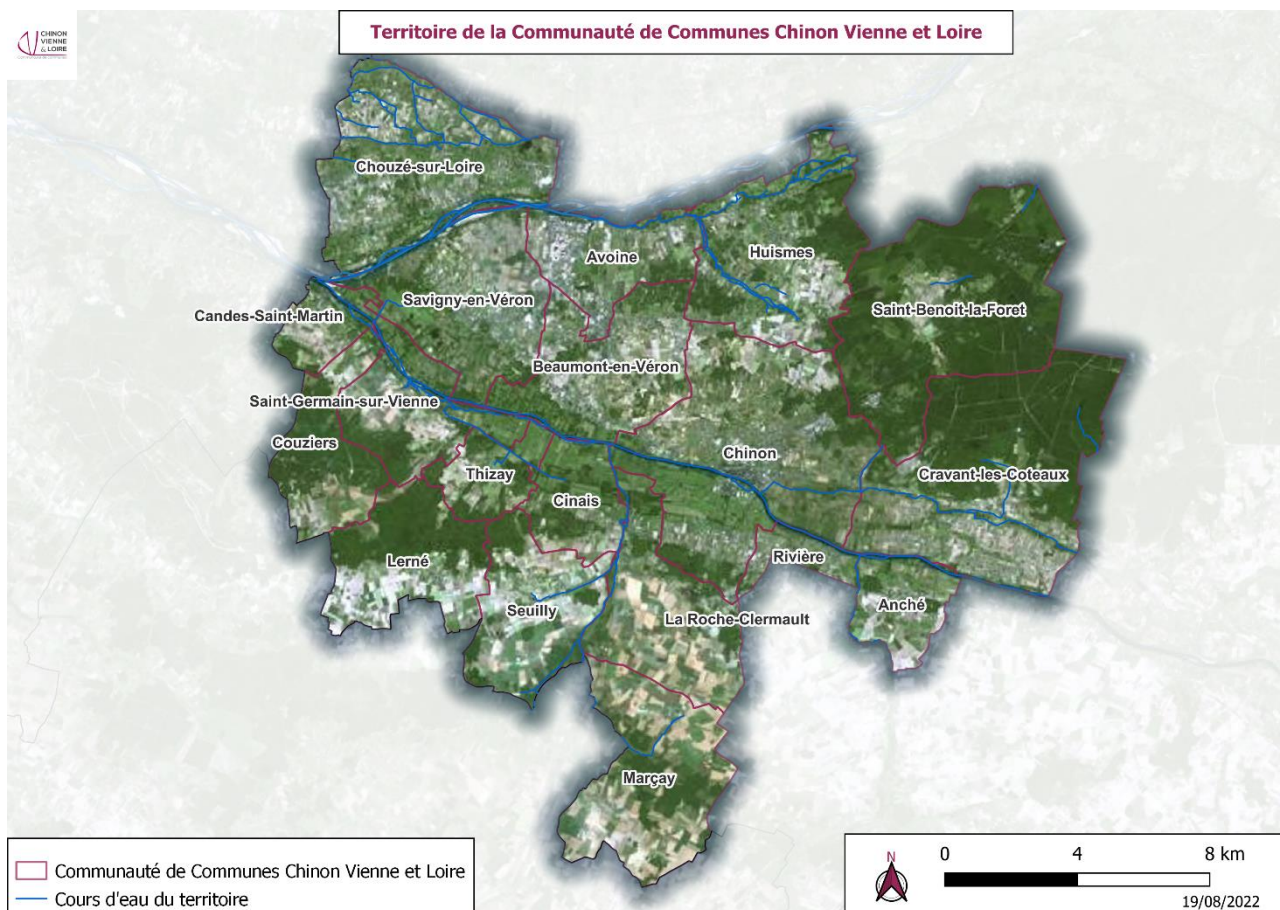 CHINON
VIENNE
& LOIRE
Territoire de la Communauté de Communes Chinon Vienne et Loire
Chouzé-sur-Loire
Avoine
Huismes
Savigny-en-Véron
Candes-Saint-Martin
Saint-Benoit-la-Foret
Beaumont-en-Véron
Saint-Germain-sur-Vienne
Couziers
Chinon
Thizay
Cravant-les-Coteaux
Cinais
Rivière
Lerné
Seuilly
Anché
La Roche-Clermault
Marçay
Communauté de Communes Chinon Vienne et Loire
Cours d'eau du territoire
N
0 4 8 km
19/08/2022